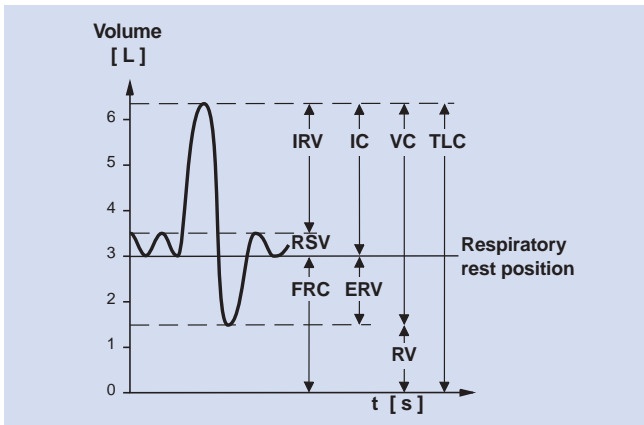 Volume
[ L ]
6
IRV IC VC TLC
5
4
RSV
3
Respiratory
rest position
FRC ERV
2
1
RV
0
t [ s ]